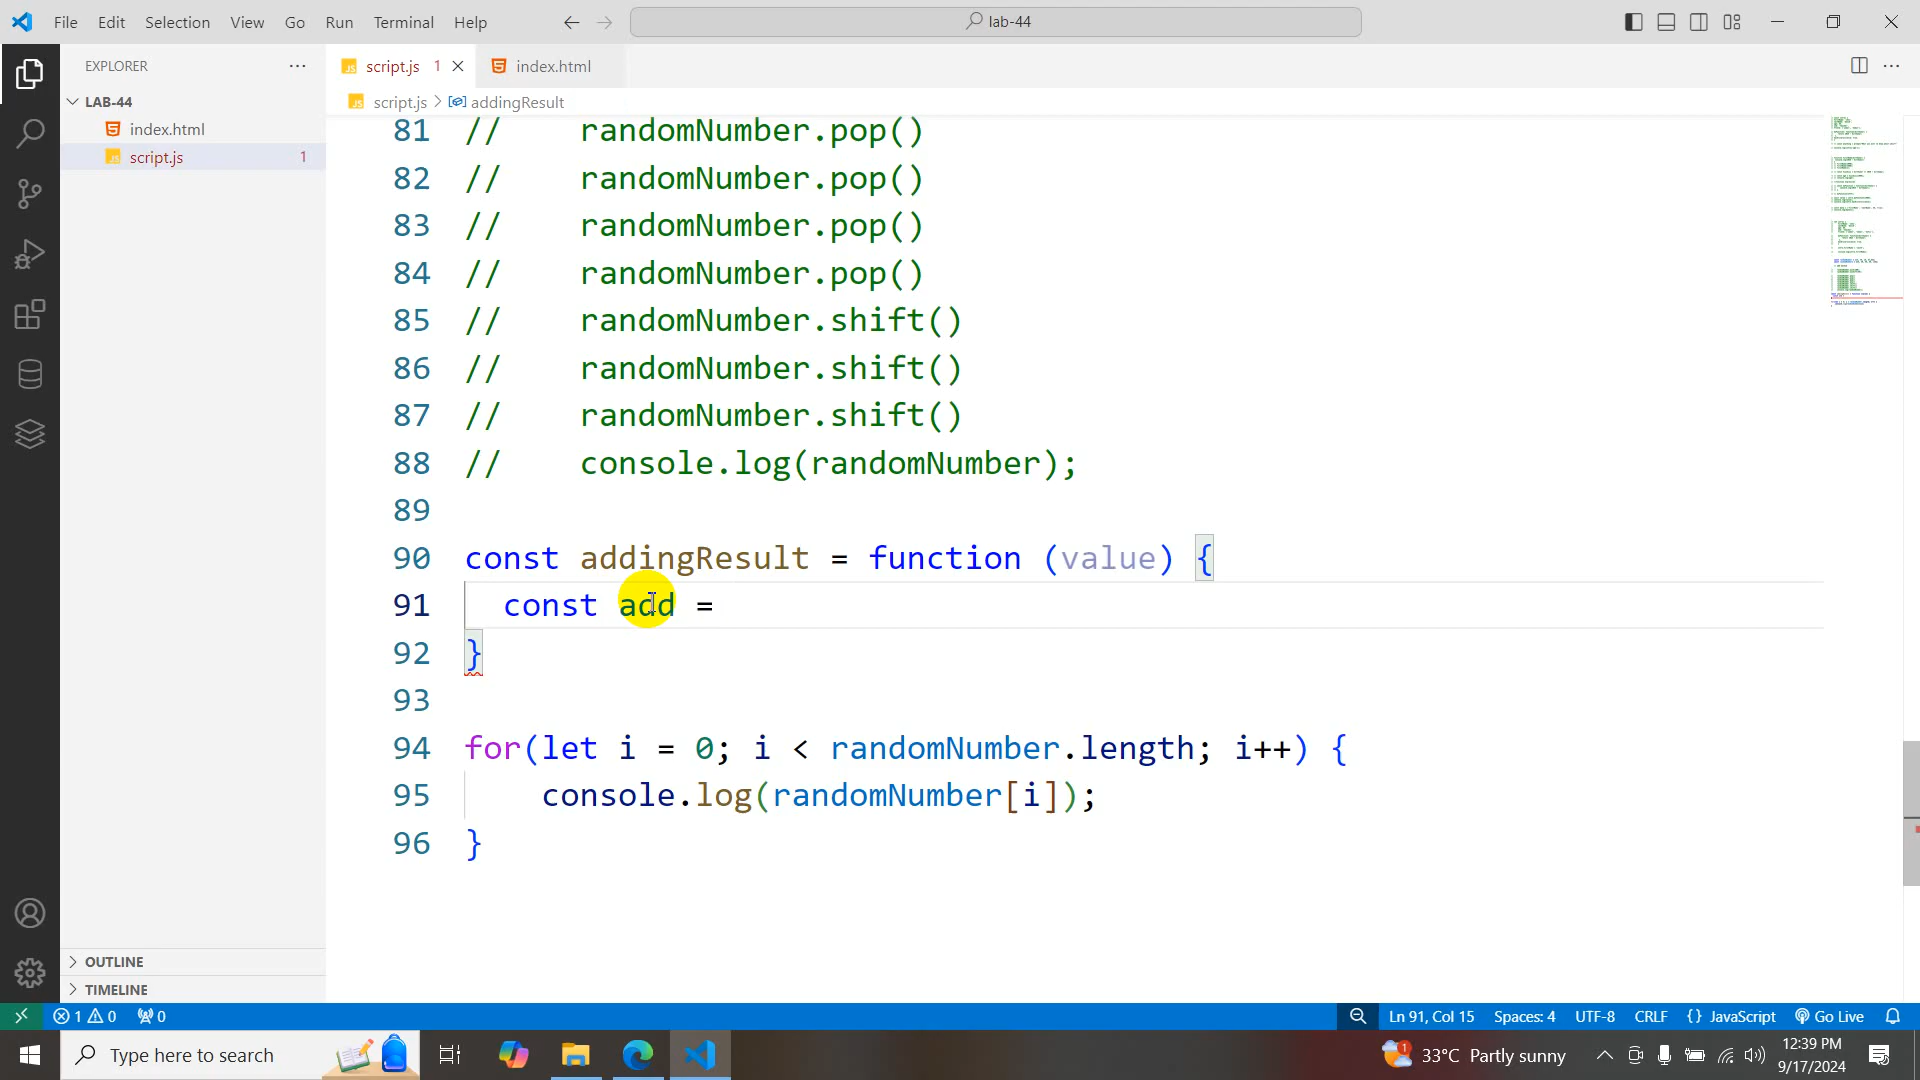 File Edit Selection View Go Run Terminal Help
lab-44
EXPLORER
script.js 1
index.html
LAB-44
script.js > addingResult
index.html
script.js 1
81 // randomNumber.pop()
82 // randomNumber.pop()
83 // randomNumber.pop()
84 // randomNumber.pop()
85 // randomNumber.shift()
86 // randomNumber.shift()
87 // randomNumber.shift()
88 // console.log(randomNumber);
89
90 const addingResult = function (value) {
91 const add =
92 }
93
94 for(let i = 0; i < randomNumber.length; i++) {
95 console.log(randomNumber[i]);
96 }
OUTLINE
TIMELINE
1 0 0
Ln 91, Col 15 Spaces: 4 UTF-8 CRLF {} JavaScript Go Live
Type here to search
1
33°C Partly sunny
12:39 PM
9/17/2024